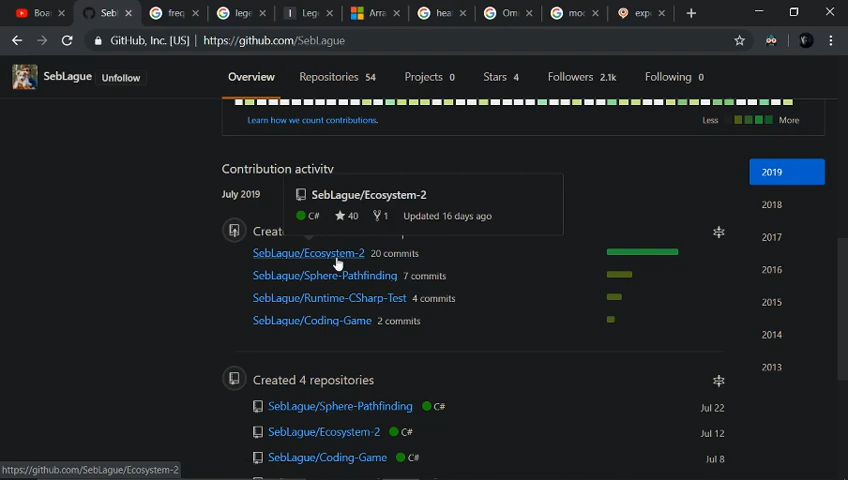 Boa
Seb
freq
lege
Leg
Arra
hea
Om
mo
exp
GitHub, Inc. [US] https://github.com/SebLague
SebLague Unfollow Overview Repositories 54 Projects 0 Stars 4 Followers 2.1k Following 0
Learn how we count contributions.
Less More
Contribution activity
2019
July 2019
SebLague/Ecosystem-2
2018
C# 40 1 Updated 16 days ago
Creat
2017
SebLague/Ecosystem-2 20 commits
2016
SebLague/Sphere-Pathfinding 7 commits
SebLague/Runtime-CSharp-Test 4 commits
2015
SebLague/Coding-Game 2 commits
2014
2013
Created 4 repositories
SebLague/Sphere-Pathfinding C# Jul 22
SebLague/Ecosystem-2 C# Jul 12
SebLague/Coding-Game C# Jul 8
https://github.com/SebLague/Ecosystem-2